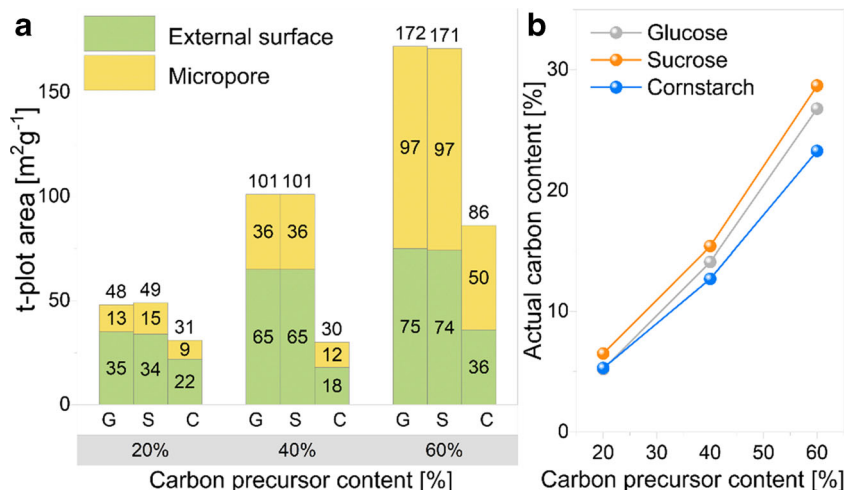 a
External surface
Micropore
t-plot area [m²g⁻¹]
150
100
50
0
48
49
31
13
15
9
35
34
22
101
101
30
36
36
12
65
65
18
172
171
86
97
97
50
75
74
36
G S C G S C G S C
20% 40% 60%
Carbon precursor content [%]
b
Glucose
Sucrose
Cornstarch
Actual carbon content [%]
30
20
10
0
20 30 40 50 60
Carbon precursor content [%]